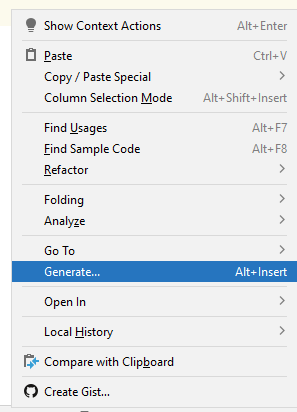 Show Context Actions Alt+Enter
Paste Ctrl+V
Copy / Paste Special
Column Selection Mode Alt+Shift+Insert
Find Usages Alt+F7
Find Sample Code Alt+F8
Refactor
Folding
Analyze
Go To
Generate... Alt+Insert
Open In
Local History
Compare with Clipboard
Create Gist...